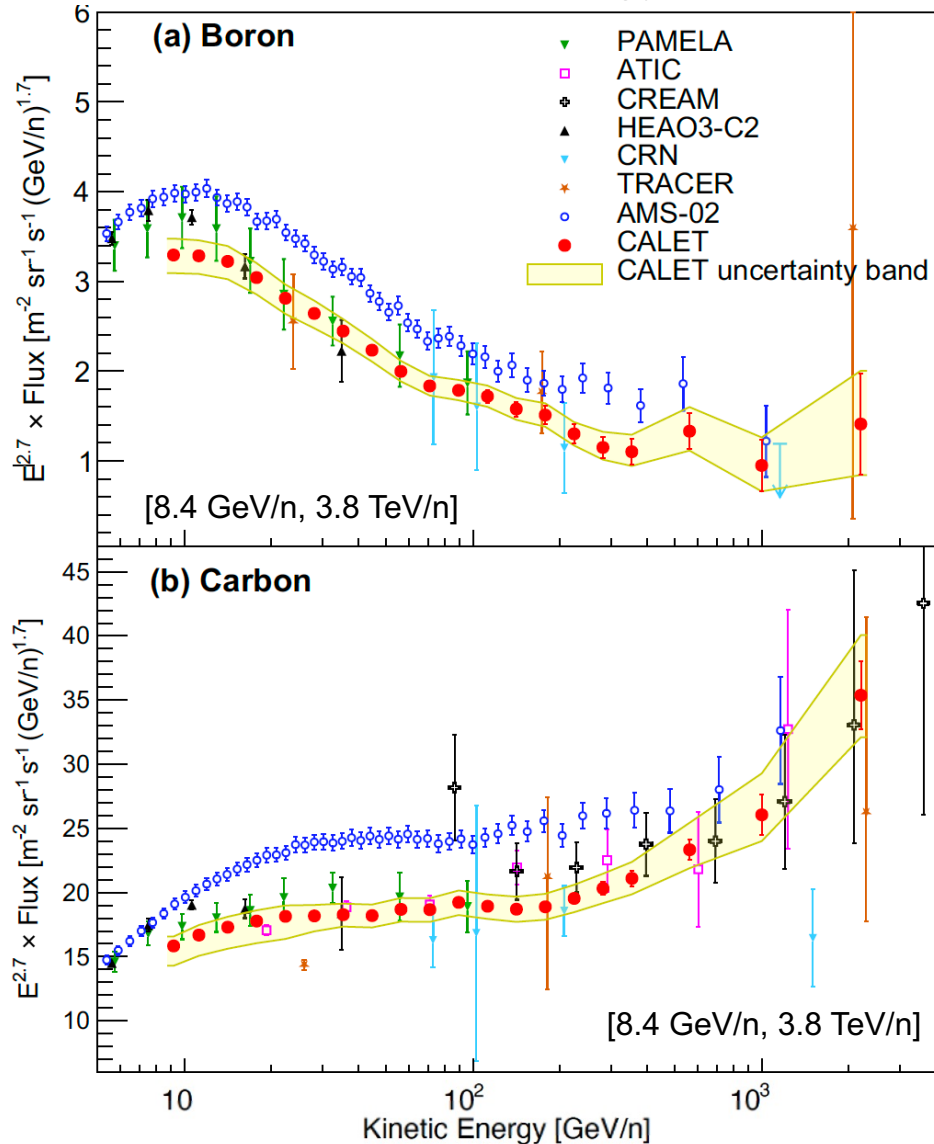 6
(a) Boron
PAMELA
ATIC
CREAM
HEAO3-C2
CRN
TRACER
AMS-02
CALET
CALET uncertainty band
5
4
3
2
1
E^2.7 × Flux [m^-2 sr^-1 s^-1 (GeV/n)^1.7]
[8.4 GeV/n, 3.8 TeV/n]
(b) Carbon
45
40
35
30
25
20
15
10
E^2.7 × Flux [m^-2 sr^-1 s^-1 (GeV/n)^1.7]
[8.4 GeV/n, 3.8 TeV/n]
10 10^2 10^3
Kinetic Energy [GeV/n]